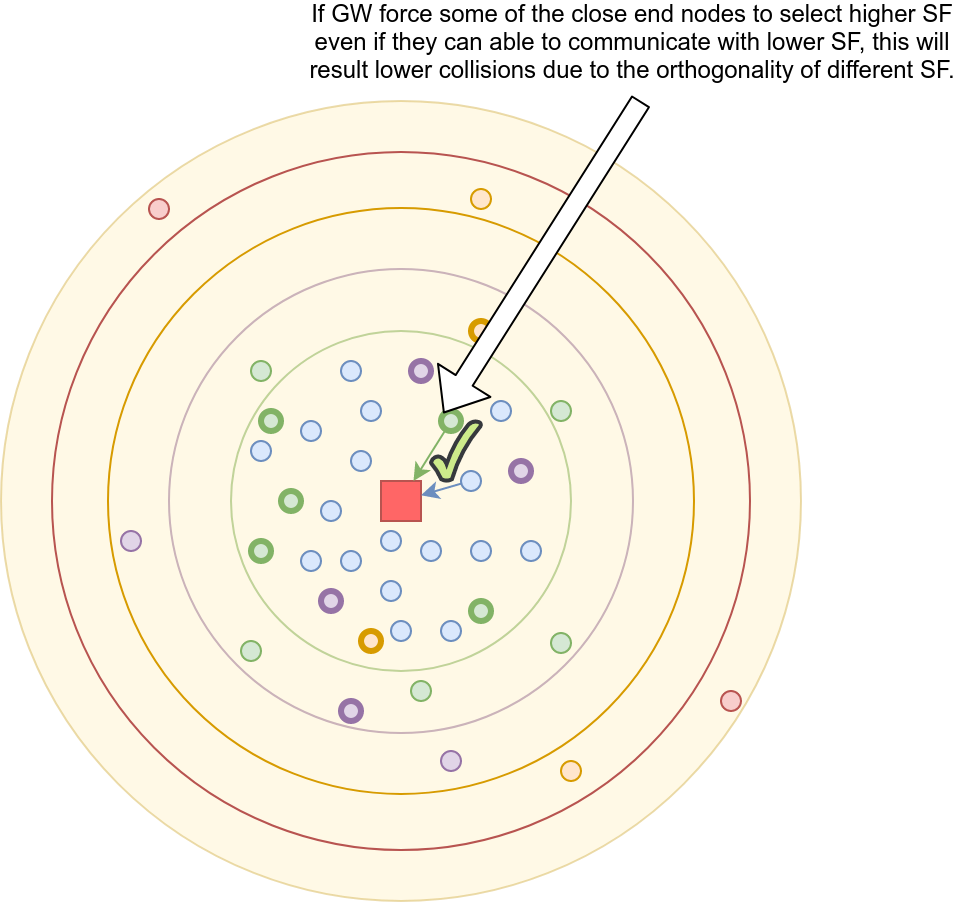 If GW force some of the close end nodes to select higher SF
even if they can able to communicate with lower SF, this will
result lower collisions due to the orthogonality of different SF.